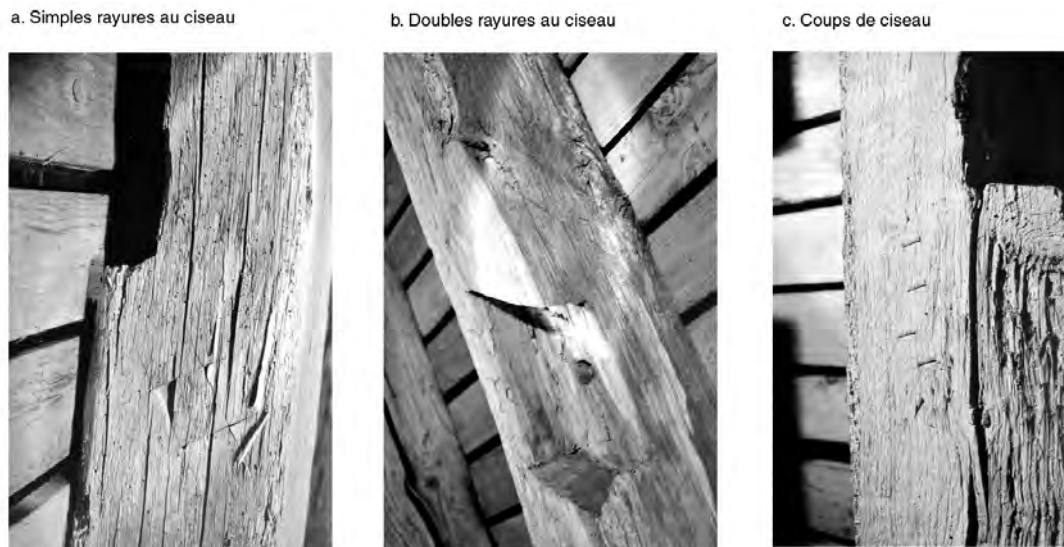 a. Simples rayures au ciseau
b. Doubles rayures au ciseau
c. Coups de ciseau